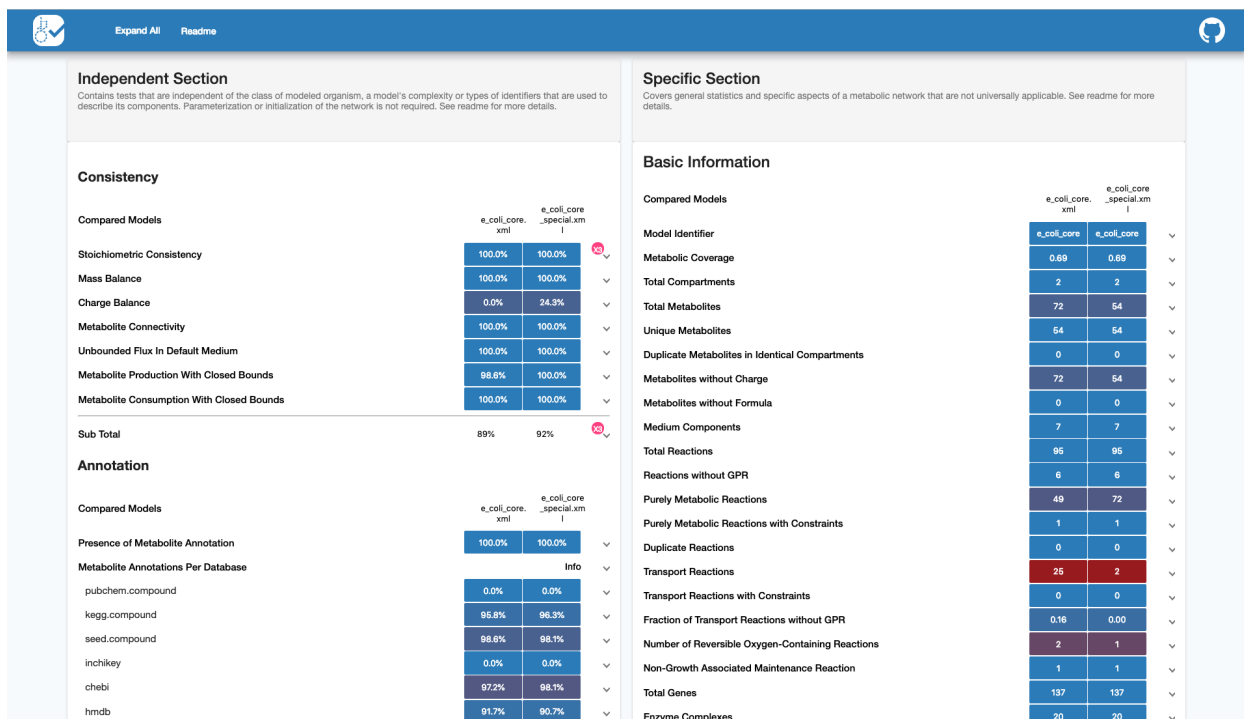 Expand All Readme
Independent Section
Contains tests that are independent of the class of modeled organism, a model's complexity or types of identifiers that are used to
describe its components. Parameterization or initialization of the network is not required. See readme for more details.
Consistency
Compared Models e_coli_core.xml e_coli_core_special.xml
Stoichiometric Consistency 100.0% 100.0% X3
Mass Balance 100.0% 100.0%
Charge Balance 0.0% 24.3%
Metabolite Connectivity 100.0% 100.0%
Unbounded Flux In Default Medium 100.0% 100.0%
Metabolite Production With Closed Bounds 98.6% 100.0%
Metabolite Consumption With Closed Bounds 100.0% 100.0%
Sub Total 89% 92% X3
Annotation
Compared Models e_coli_core.xml e_coli_core_special.xml
Presence of Metabolite Annotation 100.0% 100.0%
Metabolite Annotations Per Database Info
pubchem.compound 0.0% 0.0%
kegg.compound 95.8% 96.3%
seed.compound 98.6% 98.1%
inchikey 0.0% 0.0%
chebi 97.2% 98.1%
hmdb 91.7% 90.7%
Specific Section
Covers general statistics and specific aspects of a metabolic network that are not universally applicable. See readme for more
details.
Basic Information
Compared Models e_coli_core.xml e_coli_core_special.xml
Model Identifier e_coli_core e_coli_core
Metabolic Coverage 0.69 0.69
Total Compartments 2 2
Total Metabolites 72 54
Unique Metabolites 54 54
Duplicate Metabolites in Identical Compartments 0 0
Metabolites without Charge 72 54
Metabolites without Formula 0 0
Medium Components 7 7
Total Reactions 95 95
Reactions without GPR 6 6
Purely Metabolic Reactions 49 72
Purely Metabolic Reactions with Constraints 1 1
Duplicate Reactions 0 0
Transport Reactions 25 2
Transport Reactions with Constraints 0 0
Fraction of Transport Reactions without GPR 0.16 0.00
Number of Reversible Oxygen-Containing Reactions 2 1
Non-Growth Associated Maintenance Reaction 1 1
Total Genes 137 137
Enzyme Complexes 20 20